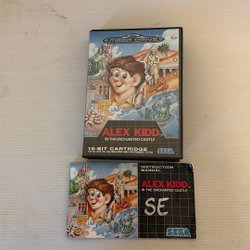 MEGA DRIVE
ALEX KIDD
IN THE ENCHANTED CASTLE
16-BIT CARTRIDGE
SEGA
INSTRUCTION
MANUAL
ALEX KIDD
IN THE ENCHANTED CASTLE
SE
SEGA